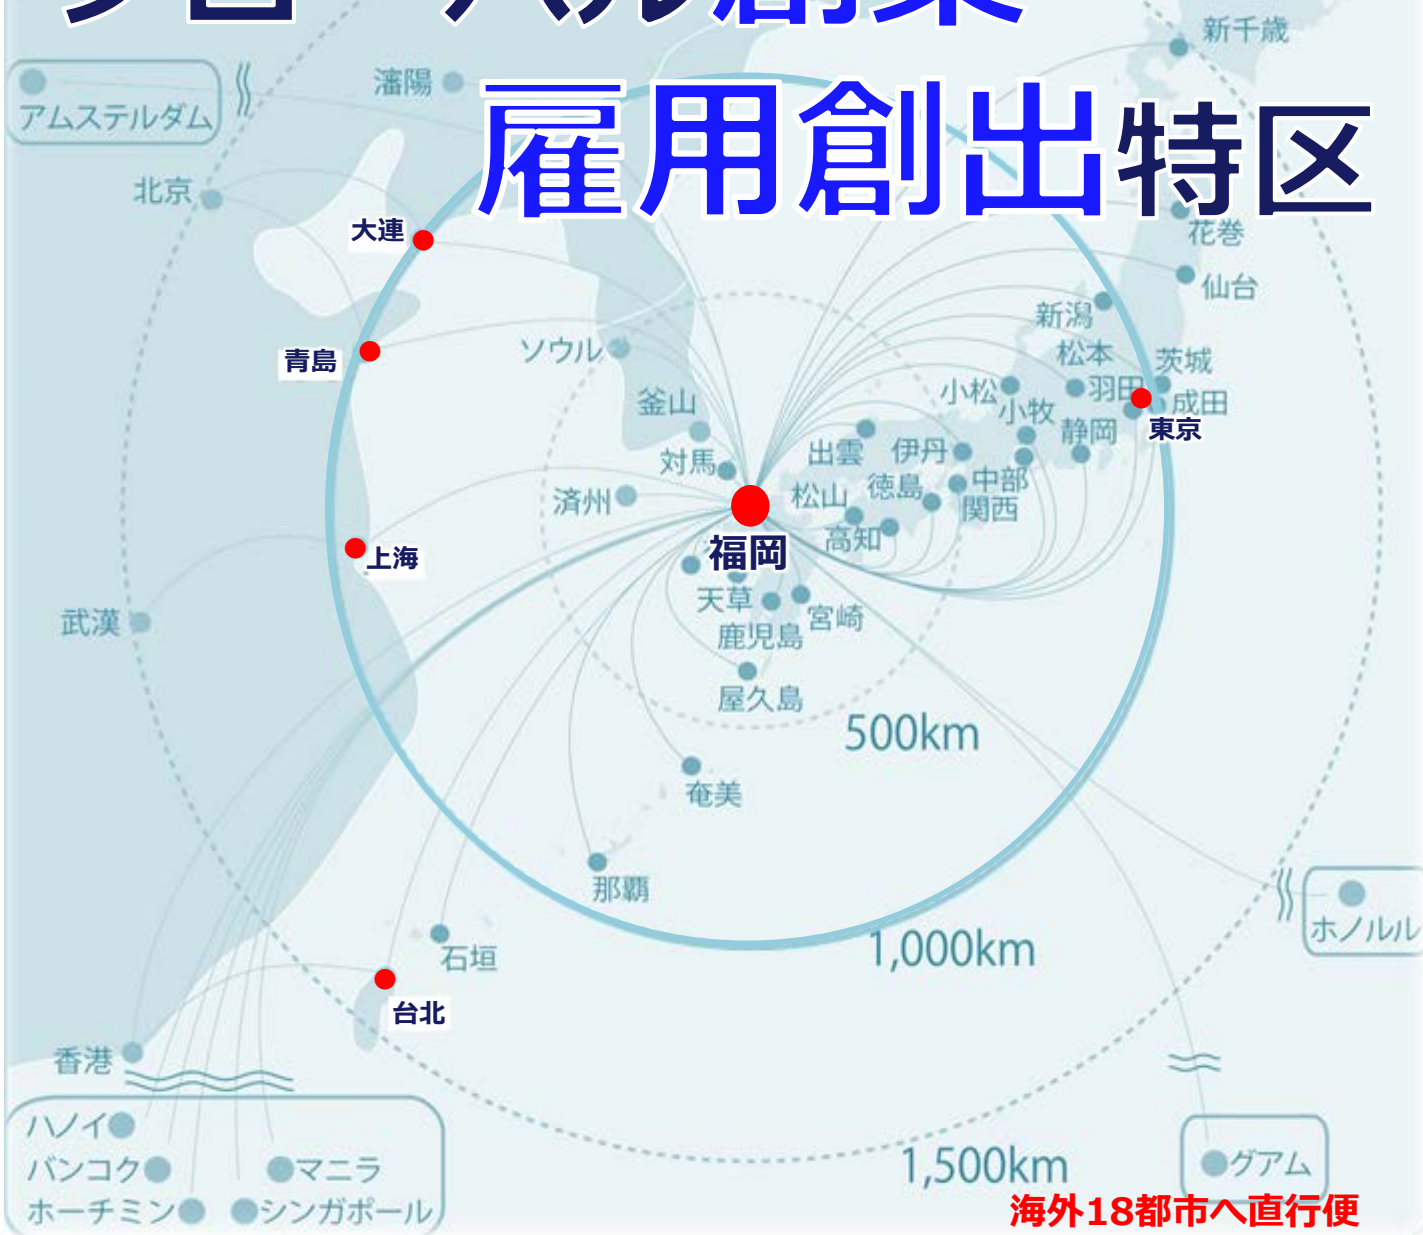 グローバル創業
雇用創出特区
新千歳
瀋陽
アムステルダム
北京
大連
花巻
仙台
新潟
ソウル
青島
松本
茨城
小松
羽田
成田
釜山
小牧
静岡
東京
対馬
出雲
伊丹
済州
松山
徳島
中部
関西
高知
福岡
上海
天草
宮崎
武漢
鹿児島
屋久島
500km
奄美
那覇
ホノルル
1,000km
石垣
台北
香港
ハノイ
バンコク
マニラ
ホーチミン
シンガポール
1,500km
グアム
海外18都市へ直行便